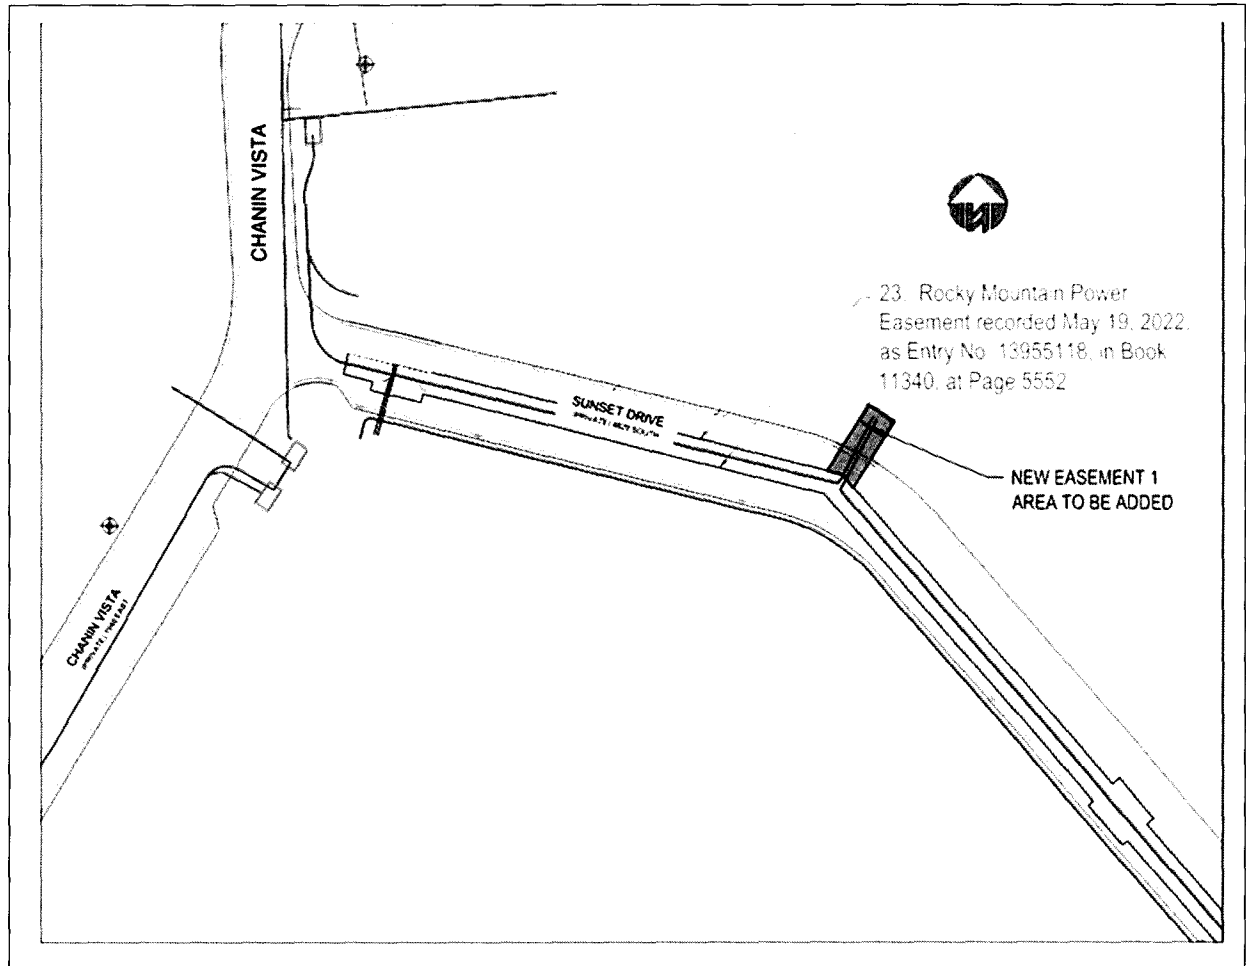 CHANIN VISTA
23. Rocky Mountain Power
Easement recorded May 19, 2022,
as Entry No. 13955118, in Book
11340, at Page 5552
SUNSET DRIVE
NEW EASEMENT 1
AREA TO BE ADDED
CHANIN VISTA